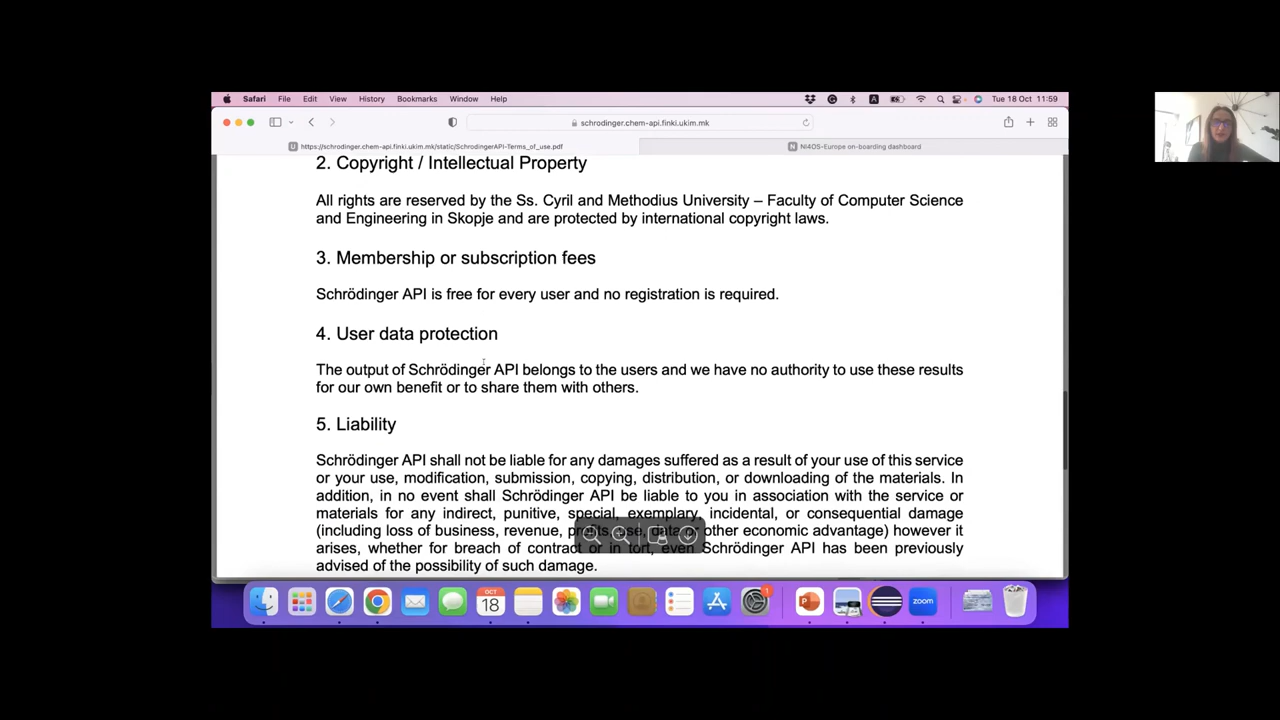 Safari File Edit View History Bookmarks Window Help Tue 18 Oct 11:59
schrodinger.chem-api.finki.ukim.mk
https://schrodinger.chem-api.finki.ukim.mk/static/SchrodingerAPI-Terms_of_use.pdf NI4OS-Europe on-boarding dashboard
2. Copyright / Intellectual Property
All rights are reserved by the Ss. Cyril and Methodius University – Faculty of Computer Science
and Engineering in Skopje and are protected by international copyright laws.
3. Membership or subscription fees
Schrödinger API is free for every user and no registration is required.
4. User data protection
The output of Schrödinger API belongs to the users and we have no authority to use these results
for our own benefit or to share them with others.
5. Liability
Schrödinger API shall not be liable for any damages suffered as a result of your use of this service
or your use, modification, submission, copying, distribution, or downloading of the materials. In
addition, in no event shall Schrödinger API be liable to you in association with the service or
materials for any indirect, punitive, special, exemplary, incidental, or consequential damage
(including loss of business, revenue, profits, use, data or other economic advantage) however it
arises, whether for breach of contract or in tort, even Schrödinger API has been previously
advised of the possibility of such damage.
OCT
18
1
zoom